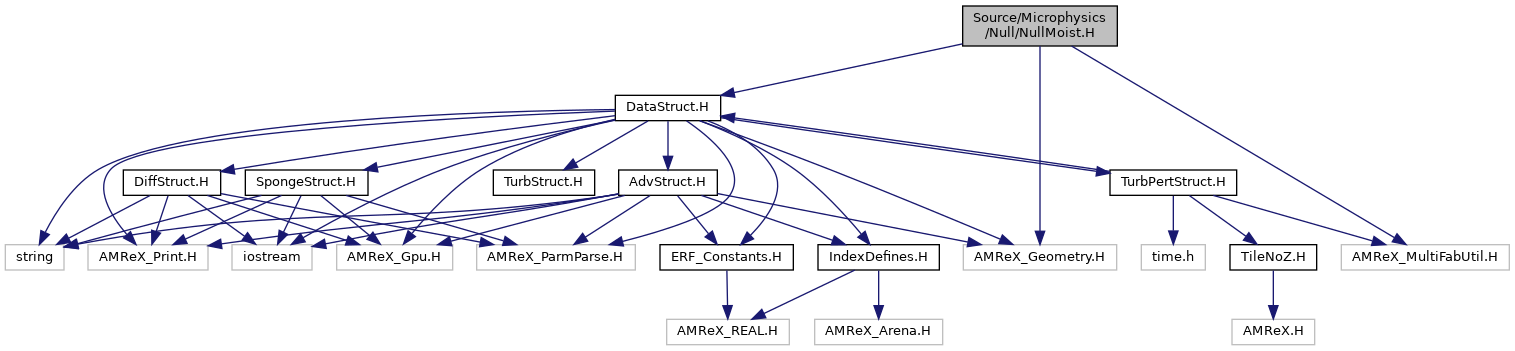 Source/Microphysics
/Null/NullMoist.H
DataStruct.H
DiffStruct.H
SpongeStruct.H
TurbStruct.H
AdvStruct.H
TurbPertStruct.H
string
AMReX_Print.H
iostream
AMReX_Gpu.H
AMReX_ParmParse.H
ERF_Constants.H
IndexDefines.H
AMReX_Geometry.H
time.h
TileNoZ.H
AMReX_MultiFabUtil.H
AMReX_REAL.H
AMReX_Arena.H
AMReX.H